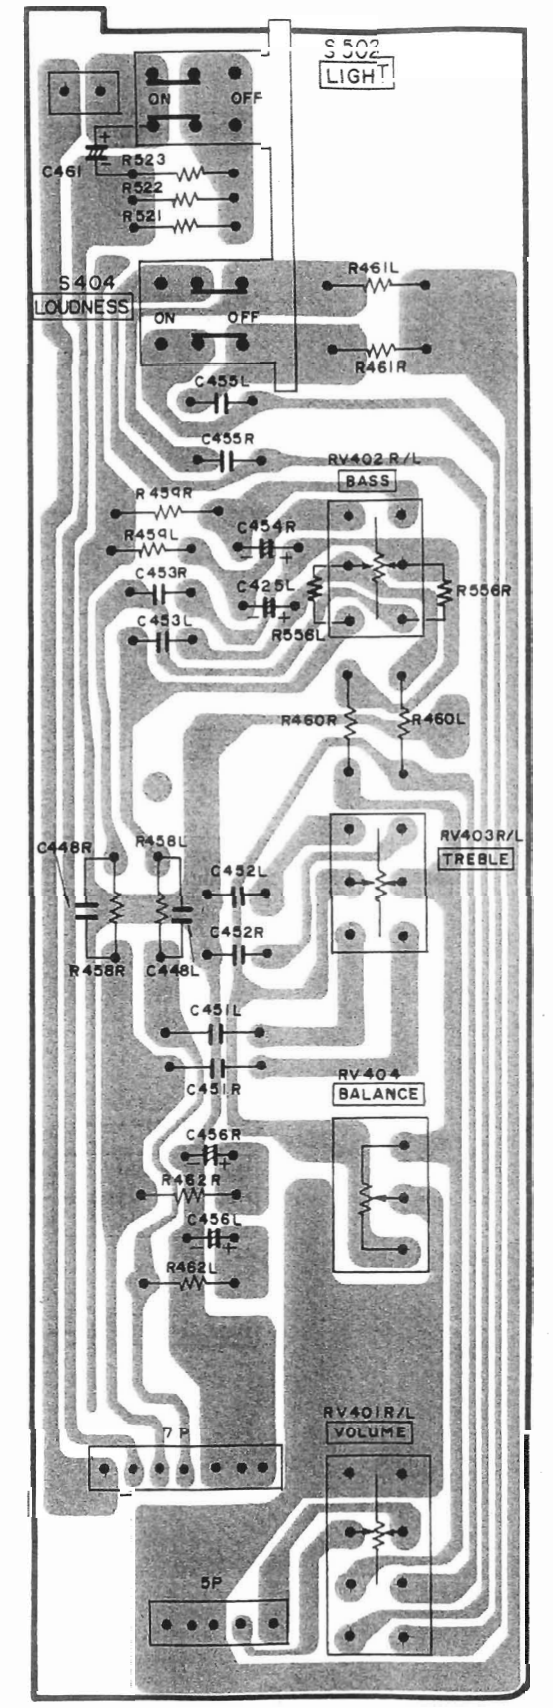 S502
LIGHT
ON OFF
+
-
C461
R523
R522
R521
S404
LOUDNESS
R461L
ON OFF
R461R
C455L
C455R
RV402R/L
BASS
R459R
C454R
- +
R459L
C453R
C425L
- +
R556R
C453L
R556L
R460R
R460L
RV403R/L
TREBLE
C448R
R458L
C452L
C452R
R458R
C448L
C451L
C451R
RV404
BALANCE
C456R
- +
R462R
C456L
- +
R462L
RV401R/L
VOLUME
7P
5P